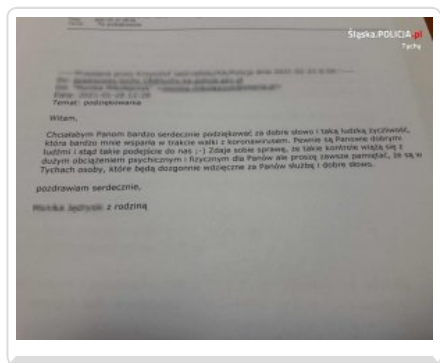 Śląska.POLICJA.pl
Tychy
Temat: podziękowania
Witam,
Chciałabym Panom bardzo serdecznie podziękować za dobre słowo i taką ludzką życzliwość,
która bardzo mnie wsparła w trakcie walki z koronawirusem. Pewnie są Panowie dobrymi
ludźmi i stąd takie podejście do nas ;-) Zdaje sobie sprawę, że takie kontrole wiążą się z
dużym obciążeniem psychicznym i fizycznym dla Panów ale proszę zawsze pamiętać, że są w
Tychach osoby, które będą dozgonnie wdzięczne za Panów służbę i dobre słowo.
pozdrawiam serdecznie,
z rodziną